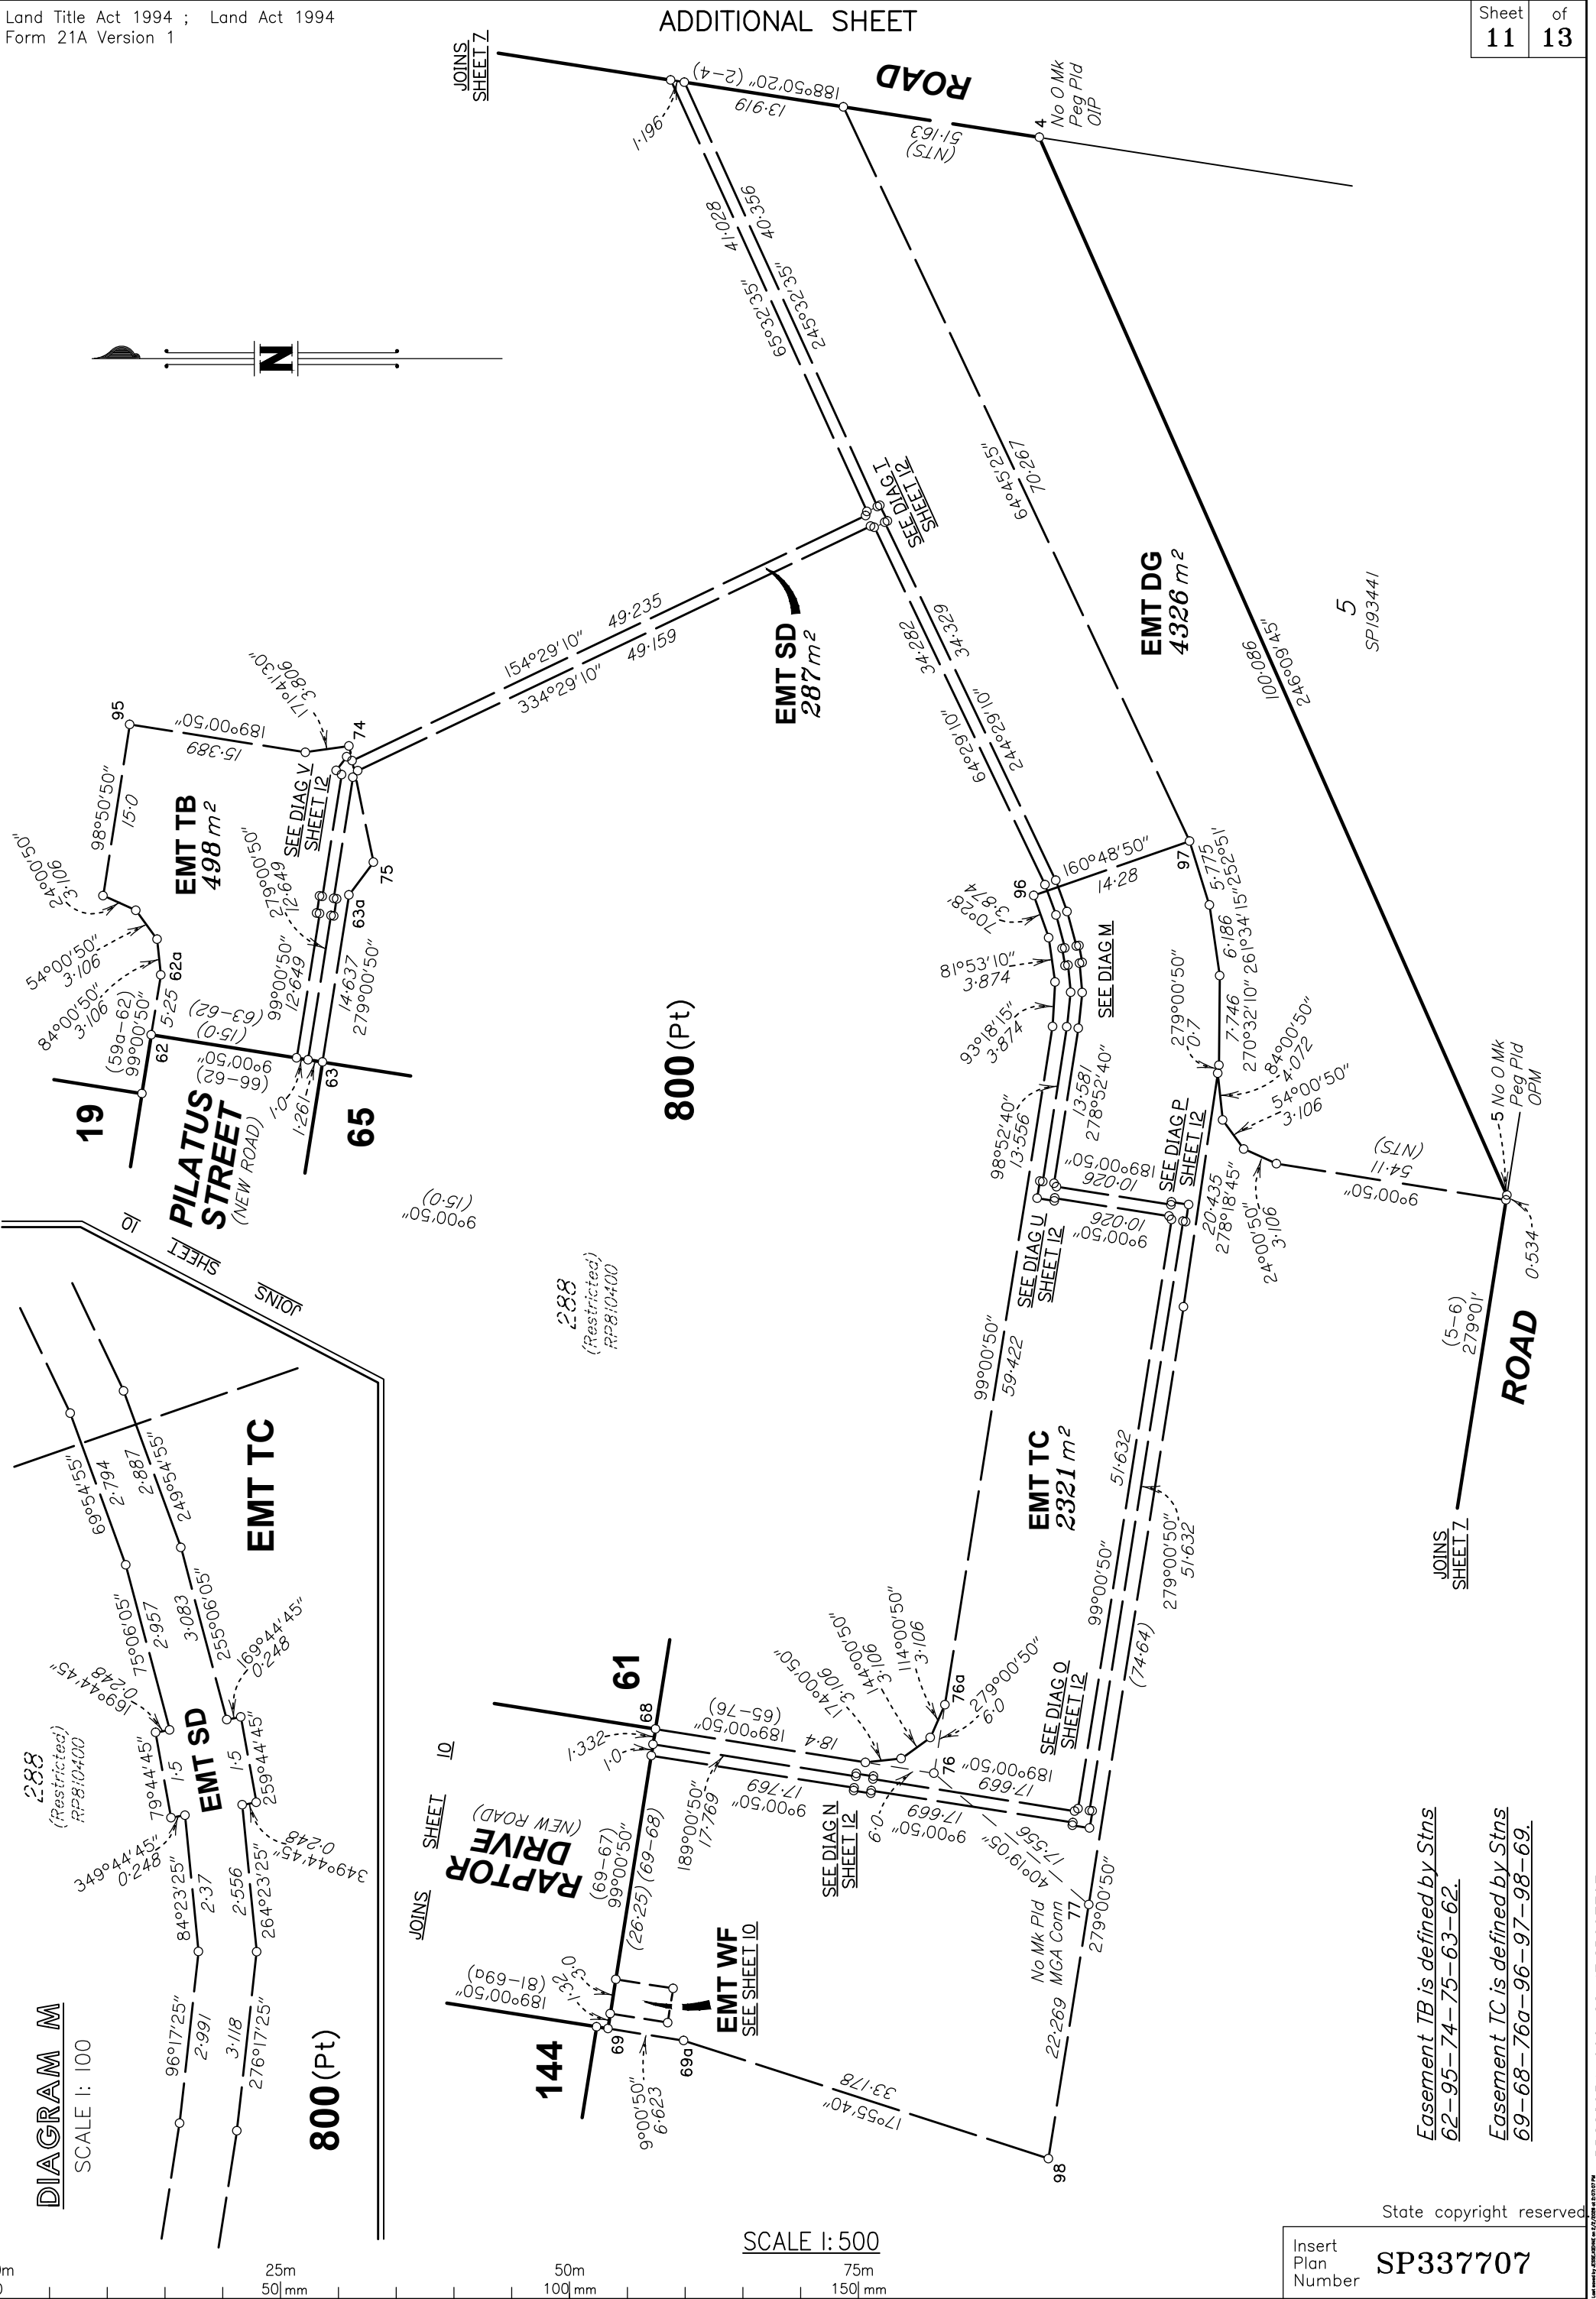 Land Title Act 1994 ; Land Act 1994
Form 21A Version 1
ADDITIONAL SHEET
Sheet
11
of
13
JOINS
SHEET 7
ROAD
188°50'20" (2-4)
13·919
1·196
51·163
(NTS)
4
No O Mk
Peg Pld
OIP
41·028
65°32'35"
40·356
245°32'35"
N
64°45'25"
70·267
SEE DIAG I
SHEET 12
EMT DG
4326 m²
246°09'45"
100·086
5
SP193441
154°29'10"
49·235
334°29'10"
49·159
EMT SD
287 m²
34·282
64°29'10"
34·329
244°29'10"
95
189°00'50"
15·389
171°41'30"
3·806
74
98°50'50"
15·0
EMT TB
498 m²
SEE DIAG V
SHEET 12
24°00'50"
3·106
54°00'50"
3·106
84°00'50"
3·106
62a
(59a-62)
99°00'50"
5·25
62
(63-62)
(15·0)
9°00'50"
(66-62)
279°00'50"
12·649
99°00'50"
12·649
63a
75
14·637
279°00'50"
1·0
1·261
63
19
65
PILATUS
STREET
(NEW ROAD)
9°00'50"
(15·0)
800(Pt)
288
(Restricted)
RP810400
JOINS
SHEET
10
96
160°48'50"
14·28
97
70°28'
3·874
81°53'10"
3·874
93°18'15"
3·874
SEE DIAG M
5·775
252°51'
6·186
261°34'15"
7·746
270°32'10"
279°00'50"
0·7
84°00'50"
4·072
54°00'50"
3·106
24°00'50"
3·106
98°52'40"
13·556
13·581
278°52'40"
189°00'50"
10·026
10·026
9°00'50"
SEE DIAG P
SHEET 12
SEE DIAG U
SHEET 12
20·435
278°18'45"
54·11
(NTS)
9°00'50"
5 No O Mk
Peg Pld
OPM
0·534
(5-6)
279°01'
ROAD
JOINS
SHEET 7
99°00'50"
59·422
EMT TC
2321 m²
51·632
99°00'50"
279°00'50"
51·632
(74·64)
61
68
1·332
1·0
(65-76)
189°00'50"
18·4
174°00'50"
3·106
144°00'50"
3·106
114°00'50"
3·106
76a
279°00'50"
6·0
76
6·0
SEE DIAG O
SHEET 12
189°00'50"
17·669
17·669
9°00'50"
40°19'05"
17·556
SEE DIAG N
SHEET 12
17·769
9°00'50"
189°00'50"
17·769
JOINS
SHEET
10
RAPTOR
DRIVE
(NEW ROAD)
(69-67)
99°00'50"
(26·25) (69-68)
(81-69a)
189°00'50"
1·32
3·0
144
69
69a
9°00'50"
6·623
EMT WF
SEE SHEET 10
No Mk Pld
MGA Conn
77
279°00'50"
22·269
33·178
17°55'40"
98
DIAGRAM M
SCALE 1: 100
EMT TC
EMT SD
800(Pt)
288
(Restricted)
RP810400
69°54'55"
2·794
2·887
249°54'55"
75°06'05"
2·957
3·083
255°06'05"
169°44'45"
0·248
169°44'45"
0·248
79°44'45"
1·5
1·5
259°44'45"
349°44'45"
0·248
349°44'45"
0·248
84°23'25"
2·37
2·556
264°23'25"
96°17'25"
2·991
3·118
276°17'25"
Easement TB is defined by Stns
62-95-74-75-63-62.
Easement TC is defined by Stns
69-68-76a-96-97-98-69.
SCALE 1: 500
25m
50 mm
50m
100 mm
75m
150 mm
State copyright reserved.
Insert
Plan
Number
SP337707